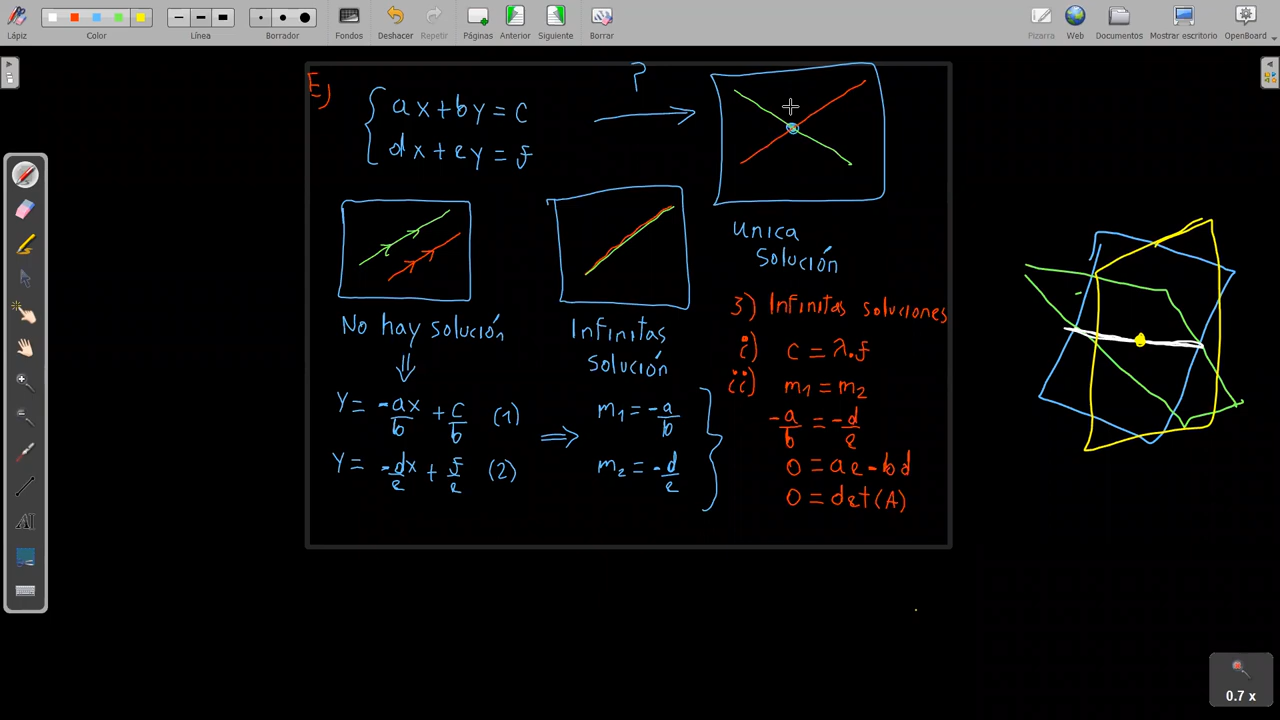 Lápiz
Color
Línea
Borrador
Fondos
Deshacer
Repetir
Páginas
Anterior
Siguiente
Borrar
Pizarra
Web
Documentos
Mostrar escritorio
OpenBoard
E)
ax+by=c
dx+ey=f
?
Unica
Solución
No hay solución
Infinitas
Solución
Y= -ax/b + c/b (1)
Y= -dx/e + f/e (2)
⇒
m₁=-a/b
m₂=-d/e
3) Infinitas soluciones
i) c=λ.f
ii) m₁=m₂
-a/b=-d/e
0=ae-bd
0=det(A)
AI
0.7 x